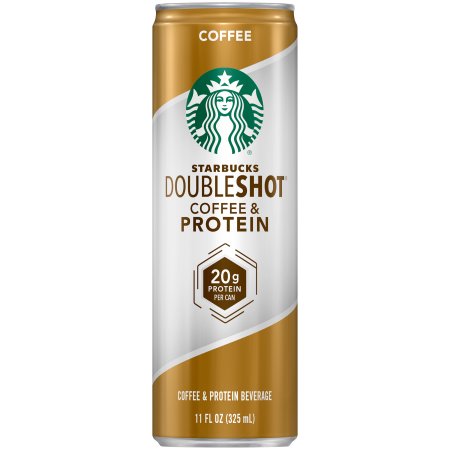 COFFEE
®
STARBUCKS
DOUBLESHOT®
COFFEE &
PROTEIN
20g
PROTEIN
PER CAN
COFFEE & PROTEIN BEVERAGE
11 FL OZ (325 mL)